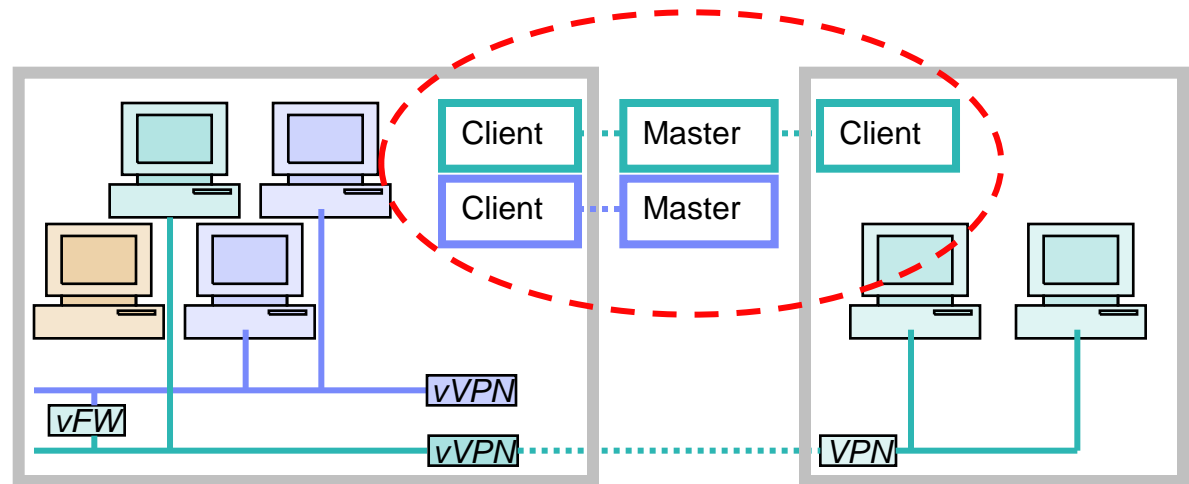 Client
Master
Client
Client
Master
vVPN
vFW
vVPN
VPN